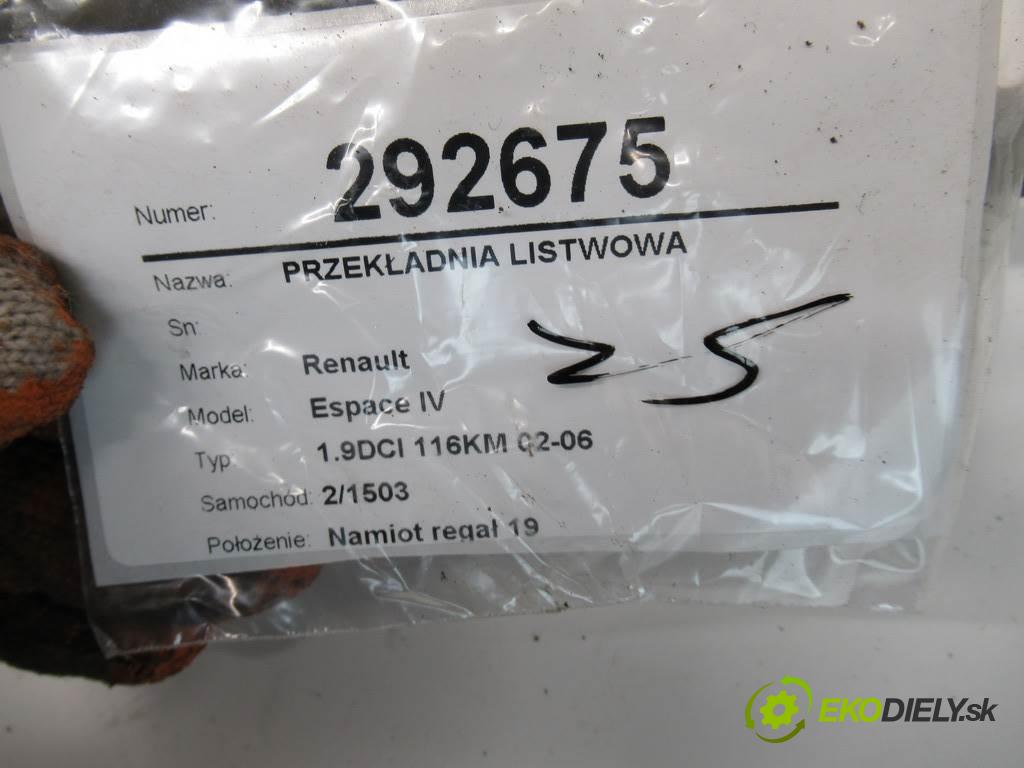 Numer: 292675
Nazwa: PRZEKŁADNIA LISTWOWA
Sn:
Marka: Renault
Model: Espace IV
Typ: 1.9DCI 116KM 02-06
Samochód: 2/1503
Położenie: Namiot regał 19
25
EKODIELY.sk